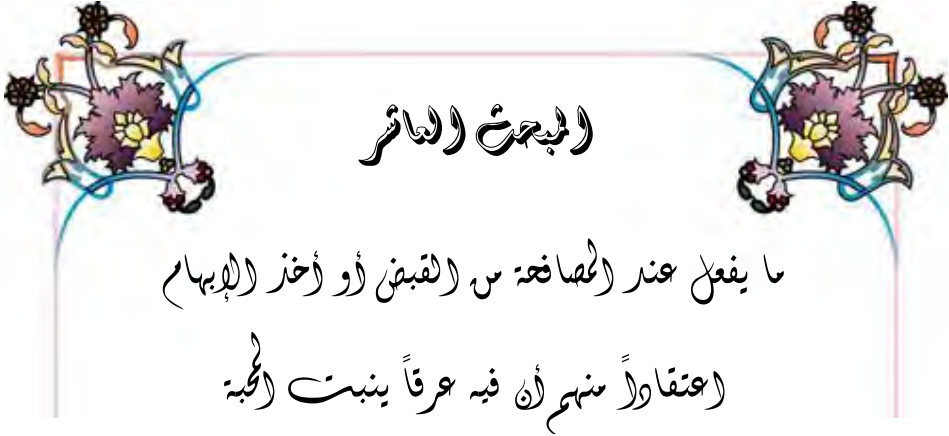 المبحث العاشر
ما يفعل عند المصافحة من القبض أو أخذ الإبهام
اعتقاداً منهم أن فيه عرقاً ينبت المحبة